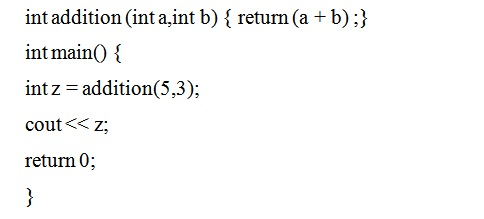 int addition (int a,int b) { return (a + b) ;}
int main() {
int z = addition(5,3);
cout << z;
return 0;
}